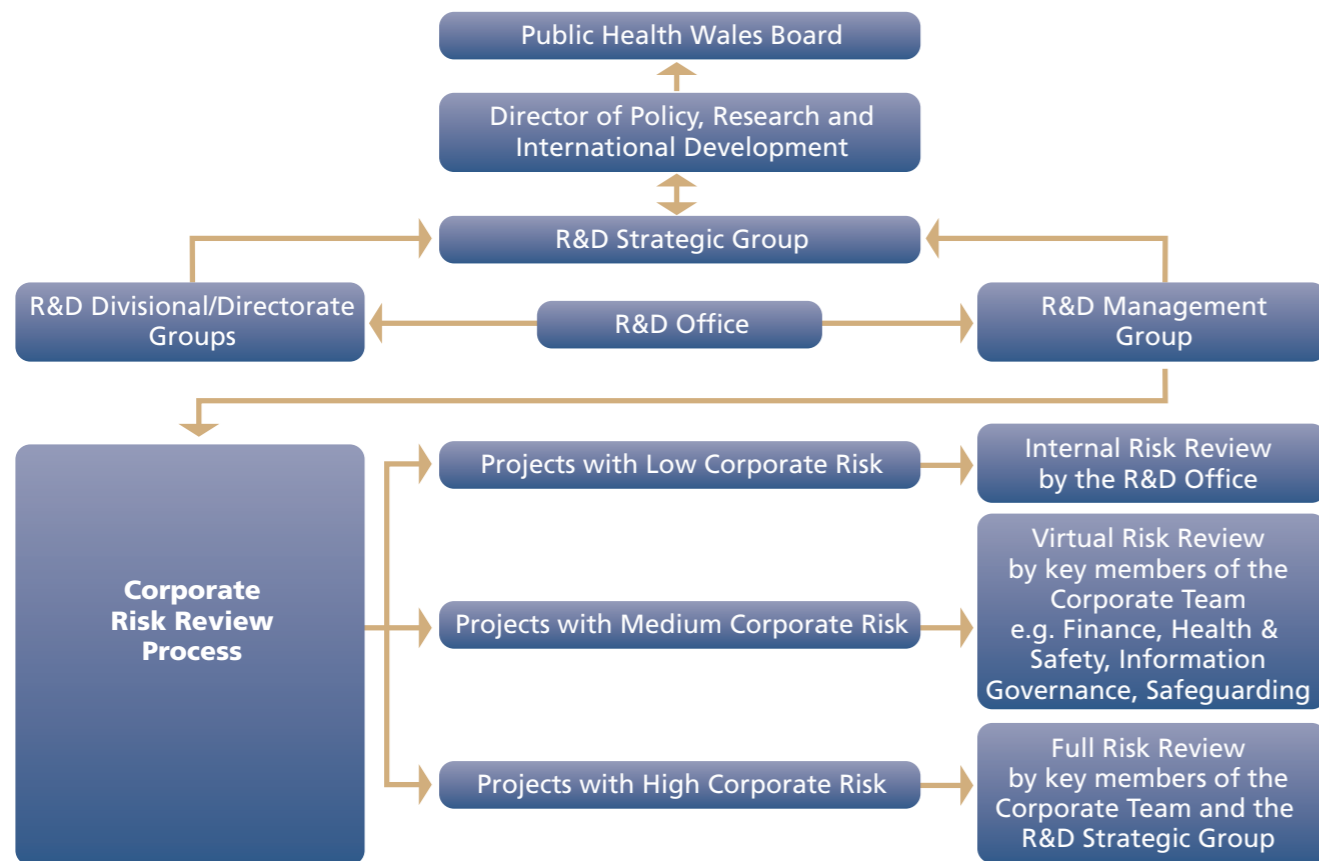 Public Health Wales Board
Director of Policy, Research and
International Development
R&D Strategic Group
R&D Divisional/Directorate
Groups
R&D Office
R&D Management
Group
Corporate
Risk Review
Process
Projects with Low Corporate Risk
Internal Risk Review
by the R&D Office
Projects with Medium Corporate Risk
Virtual Risk Review
by key members of the
Corporate Team
e.g. Finance, Health &
Safety, Information
Governance, Safeguarding
Projects with High Corporate Risk
Full Risk Review
by key members of the
Corporate Team and the
R&D Strategic Group